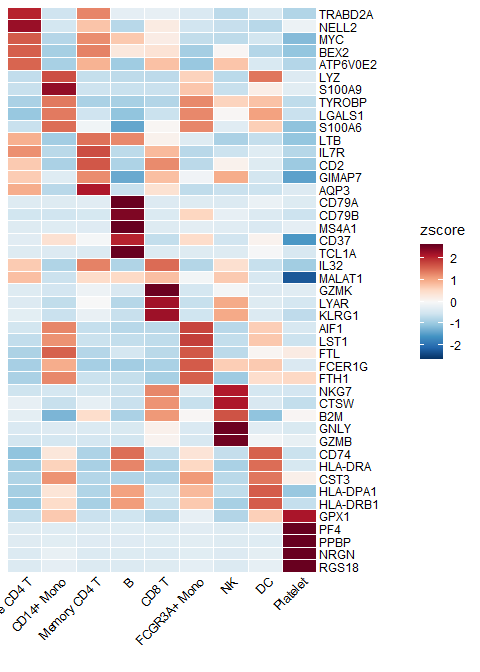 TRABD2A
NELL2
MYC
BEX2
ATP6V0E2
LYZ
S100A9
TYROBP
LGALS1
S100A6
LTB
IL7R
CD2
GIMAP7
AQP3
CD79A
CD79B
MS4A1
CD37
TCL1A
IL32
MALAT1
GZMK
LYAR
KLRG1
AIF1
LST1
FTL
FCER1G
FTH1
NKG7
CTSW
B2M
GNLY
GZMB
CD74
HLA-DRA
CST3
HLA-DPA1
HLA-DRB1
GPX1
PF4
PPBP
NRGN
RGS18
zscore
2
1
0
-1
-2
e CD4 T
CD14+ Mono
Memory CD4 T
B
CD8 T
FCGR3A+ Mono
NK
DC
Platelet